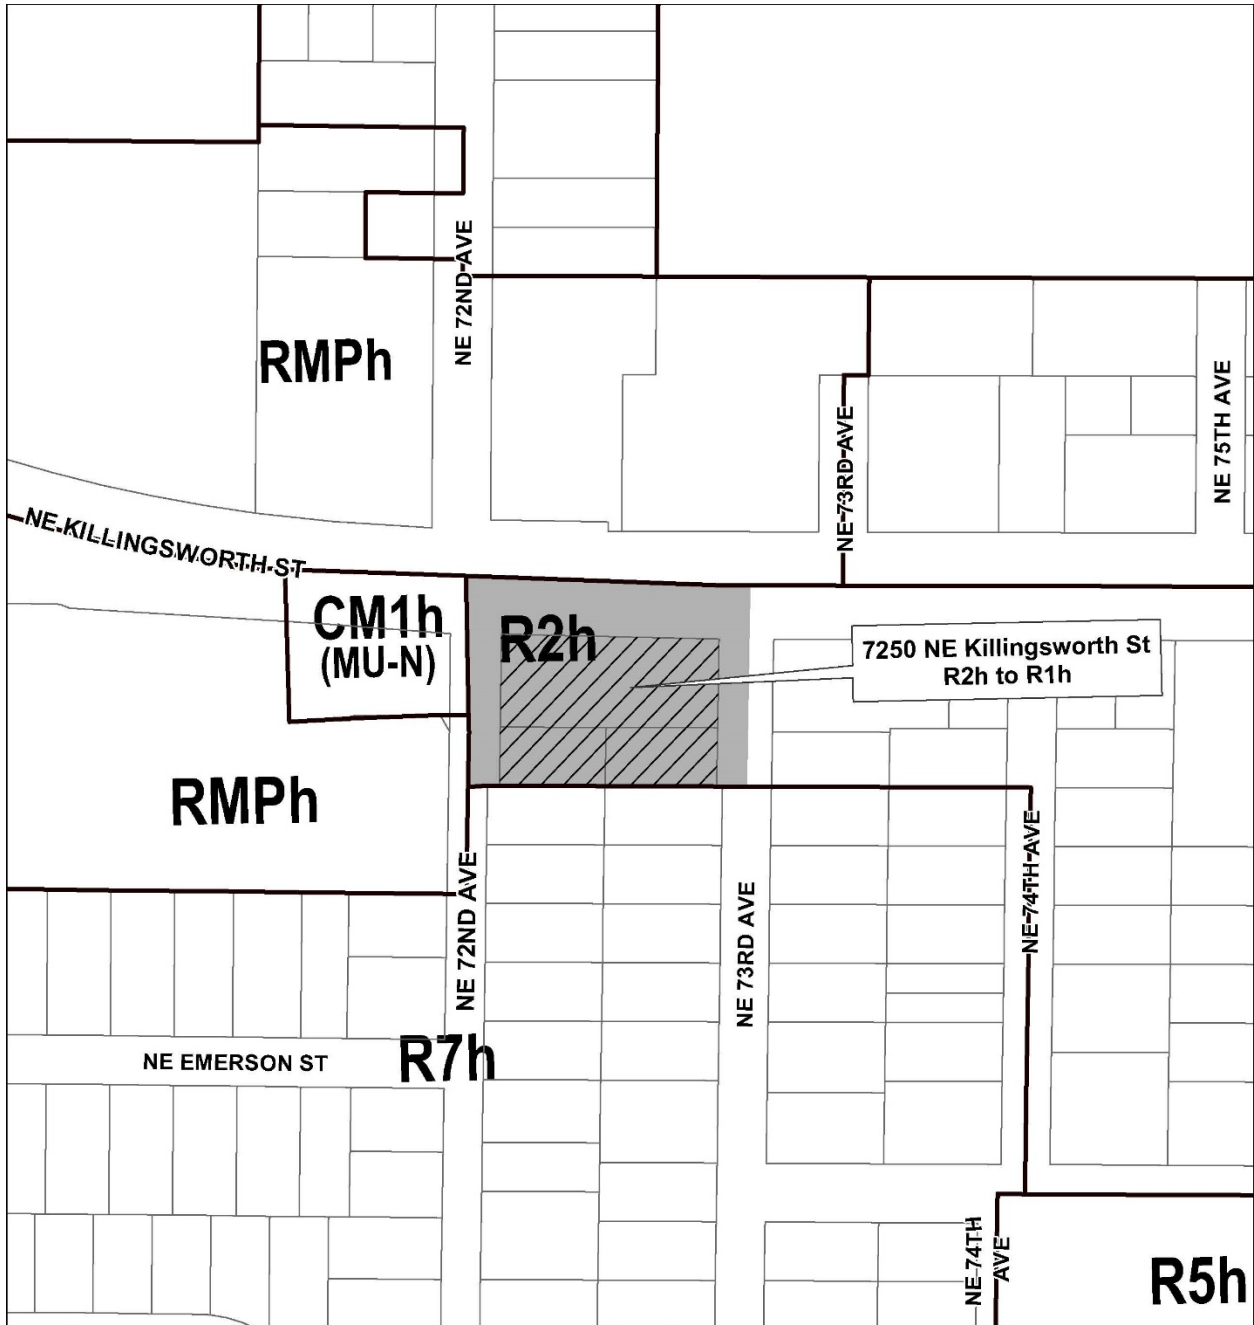 NE 72ND AVE
RMPh
NE 73RD AVE
NE 75TH AVE
NE KILLINGSWORTH ST
CM1h
(MU-N)
R2h
7250 NE Killingsworth St
R2h to R1h
RMPh
NE 72ND AVE
NE 73RD AVE
NE 74TH AVE
R7h
NE EMERSON ST
NE 74TH
AVE
R5h